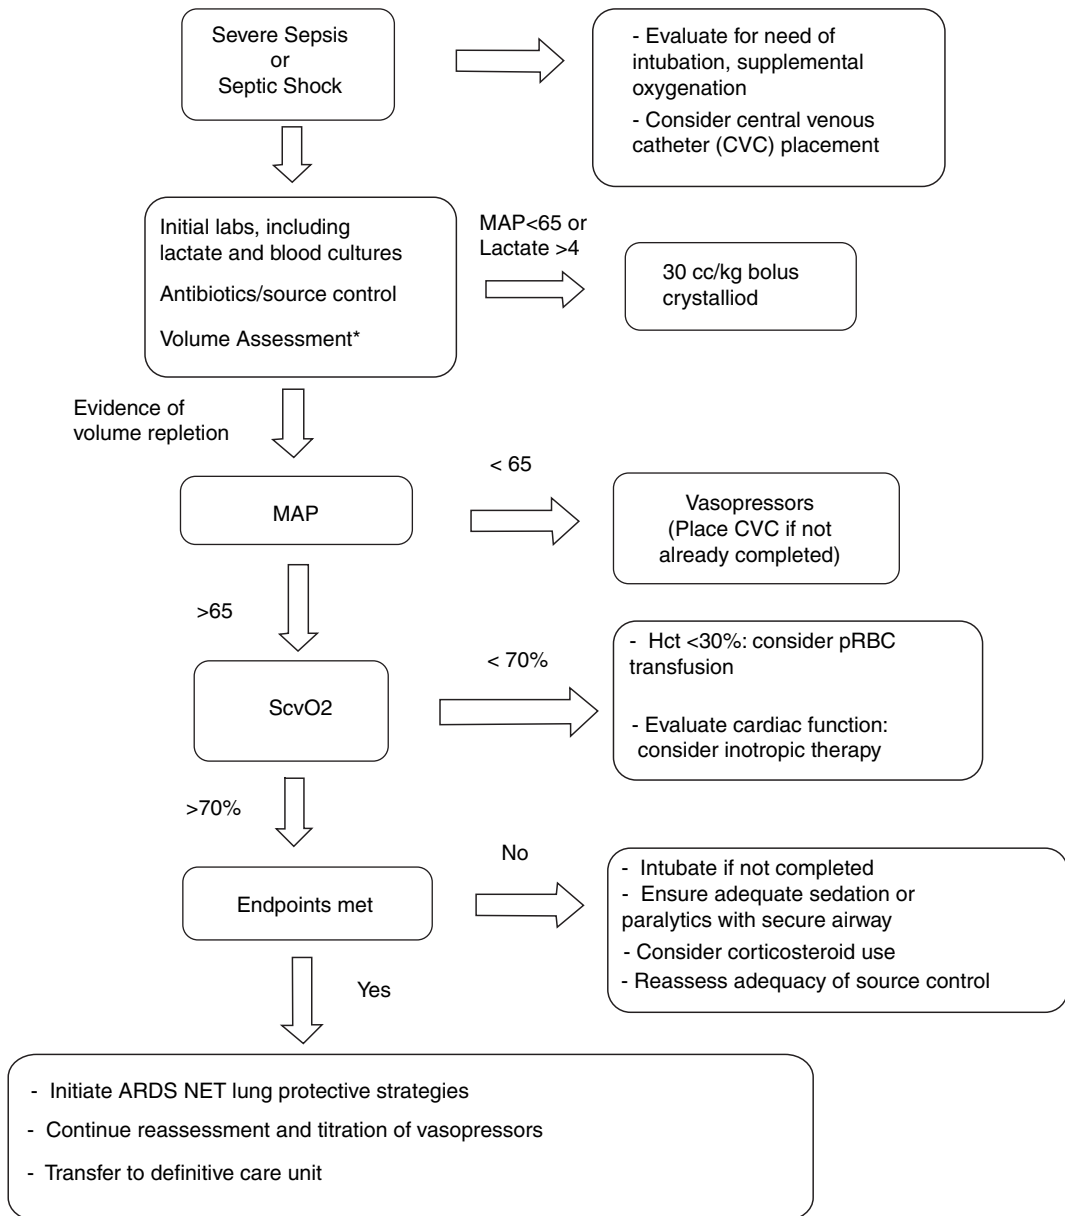 Severe Sepsis
or
Septic Shock
- Evaluate for need of
intubation, supplemental
oxygenation
- Consider central venous
catheter (CVC) placement
Initial labs, including
lactate and blood cultures
Antibiotics/source control
Volume Assessment*
MAP<65 or
Lactate >4
30 cc/kg bolus
crystalliod
Evidence of
volume repletion
MAP
< 65
Vasopressors
(Place CVC if not
already completed)
>65
ScvO2
< 70%
- Hct <30%: consider pRBC
transfusion
- Evaluate cardiac function:
consider inotropic therapy
>70%
Endpoints met
No
- Intubate if not completed
- Ensure adequate sedation or
paralytics with secure airway
- Consider corticosteroid use
- Reassess adequacy of source control
Yes
- Initiate ARDS NET lung protective strategies
- Continue reassessment and titration of vasopressors
- Transfer to definitive care unit